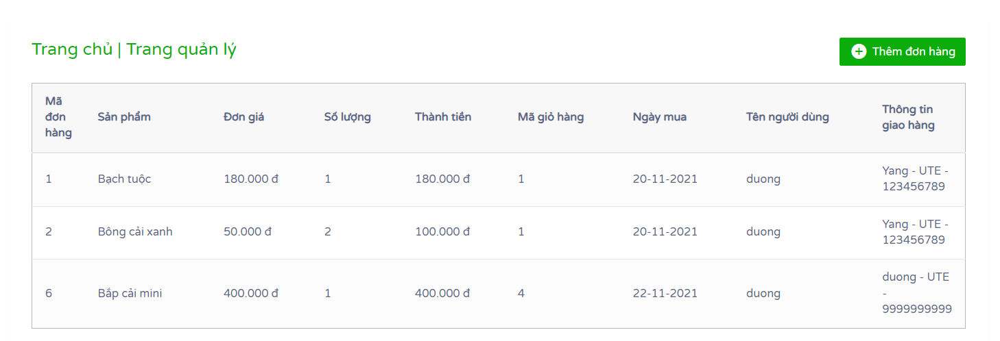 Trang chủ | Trang quản lý
Thêm đơn hàng
Mã đơn hàng Sản phẩm Đơn giá Số lượng Thành tiền Mã giỏ hàng Ngày mua Tên người dùng Thông tin giao hàng
1 Bạch tuộc 180.000 đ 1 180.000 đ 1 20-11-2021 duong Yang - UTE - 123456789
2 Bông cải xanh 50.000 đ 2 100.000 đ 1 20-11-2021 duong Yang - UTE - 123456789
6 Bắp cải mini 400.000 đ 1 400.000 đ 4 22-11-2021 duong duong - UTE - 9999999999